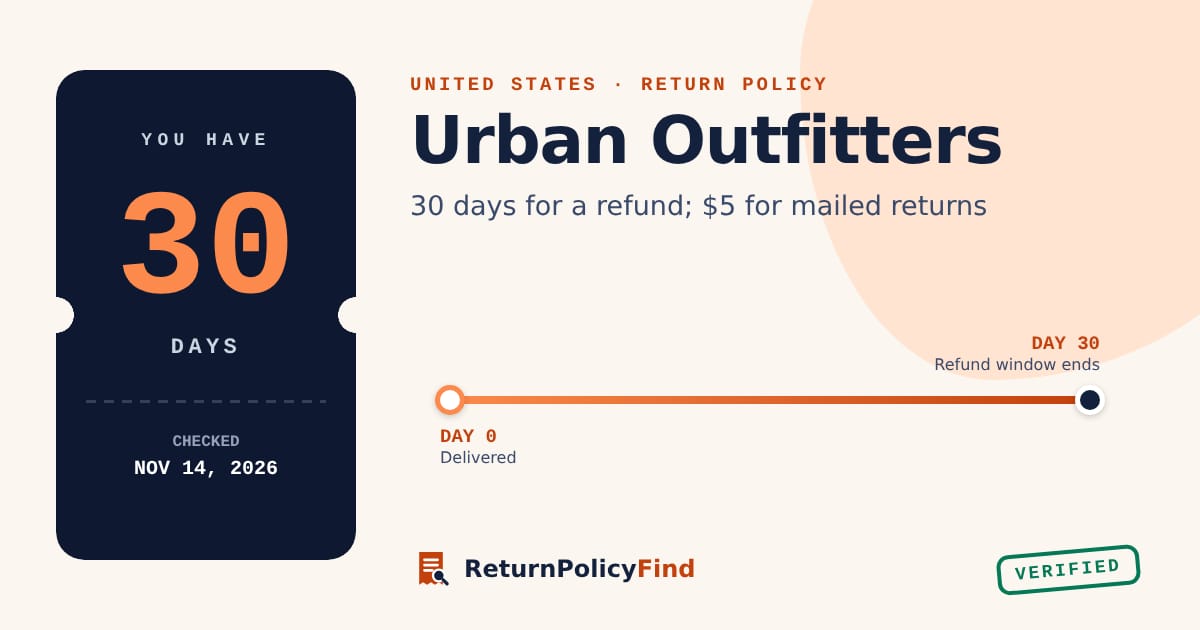 YOU HAVE
30
DAYS
CHECKED
NOV 14, 2026
UNITED STATES · RETURN POLICY
Urban Outfitters
30 days for a refund; $5 for mailed returns
DAY 30
Refund window ends
DAY 0
Delivered
ReturnPolicyFind
VERIFIED